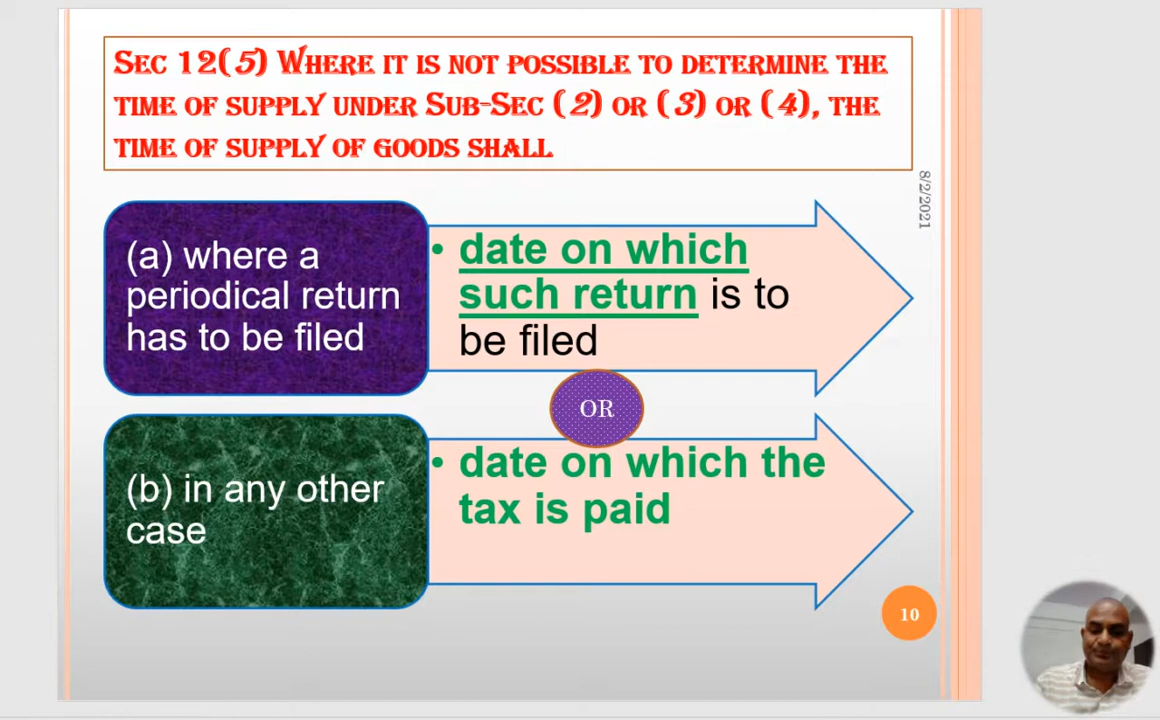 Sec 12(5) Where it is not possible to determine the
time of supply under Sub-Sec (2) or (3) or (4), the
time of supply of goods shall
8/2/2021
(a) where a
periodical return
has to be filed
• date on which
such return is to
be filed
OR
(b) in any other
case
• date on which the
tax is paid
10